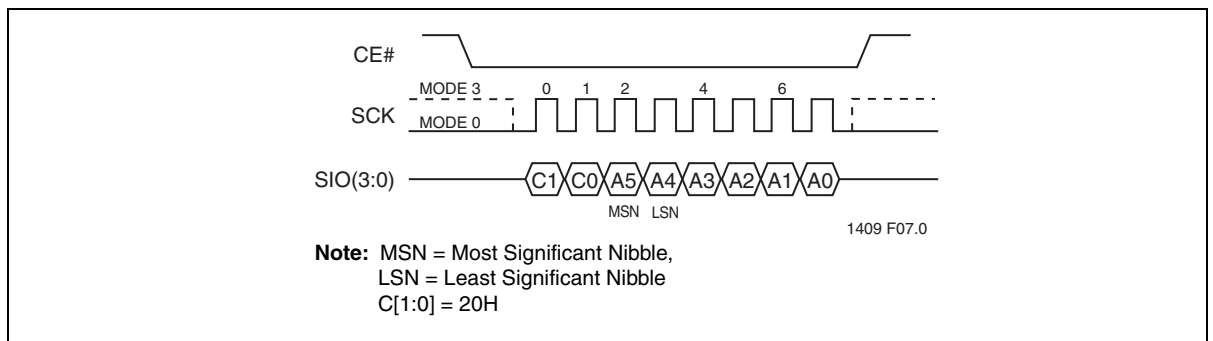 CE#
MODE 3 0 1 2 4 6
SCK
MODE 0
SIO(3:0) C1 C0 A5 A4 A3 A2 A1 A0
MSN LSN
1409 F07.0
Note: MSN = Most Significant Nibble,
LSN = Least Significant Nibble
C[1:0] = 20H